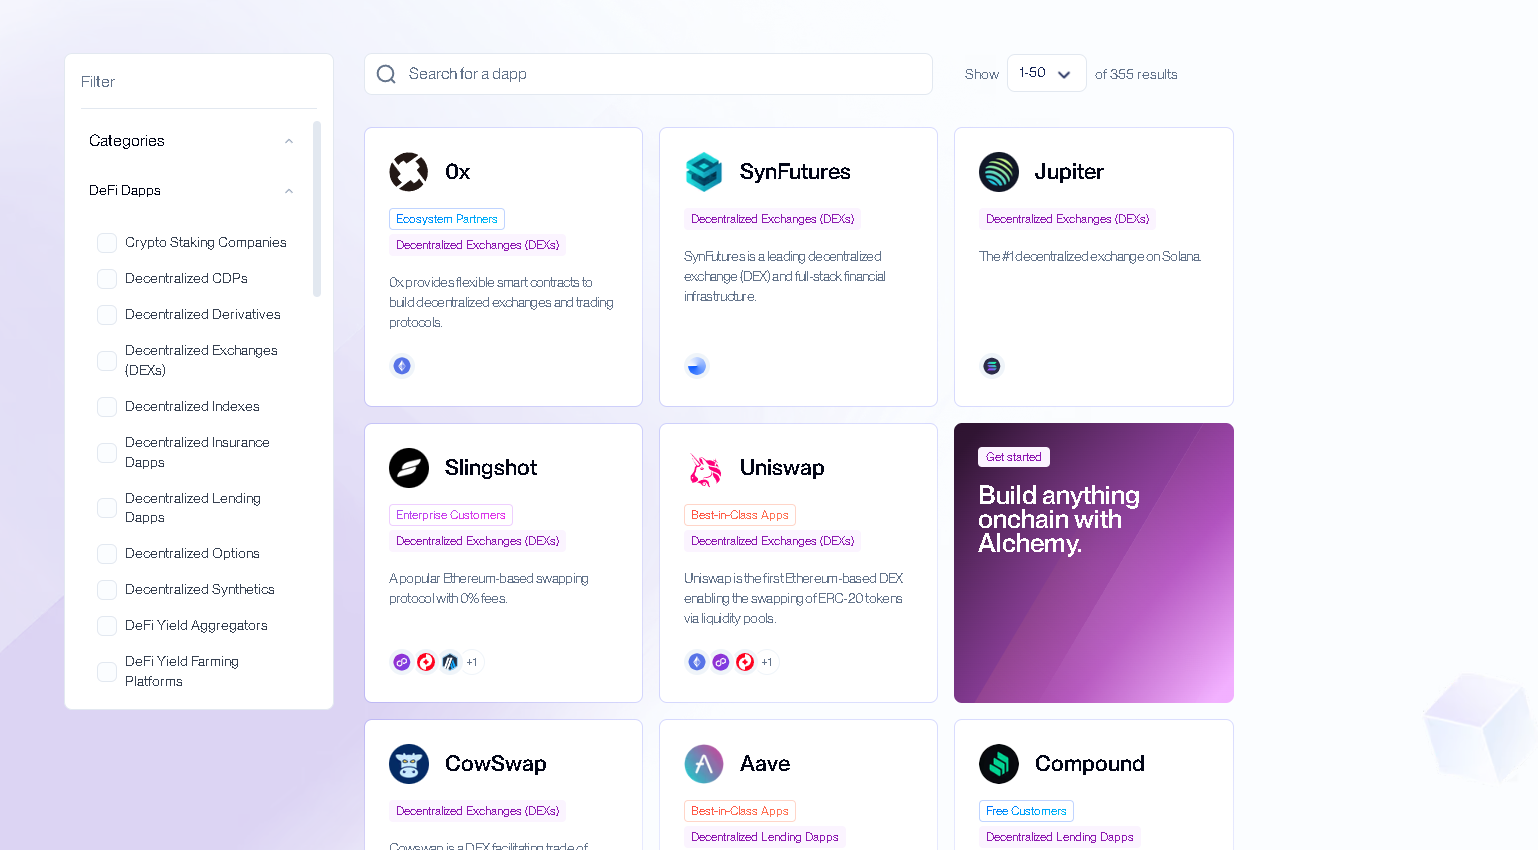 Filter
Categories
DeFi Dapps
Crypto Staking Companies
Decentralized CDPs
Decentralized Derivatives
Decentralized Exchanges
(DEXs)
Decentralized Indexes
Decentralized Insurance
Dapps
Decentralized Lending
Dapps
Decentralized Options
Decentralized Synthetics
DeFi Yield Aggregators
DeFi Yield Farming
Platforms
Search for a dapp
Show 1-50 of 355 results
0x
Ecosystem Partners
Decentralized Exchanges (DEXs)
0x provides flexible smart contracts to
build decentralized exchanges and trading
protocols.
SynFutures
Decentralized Exchanges (DEXs)
SynFutures is a leading decentralized
exchange (DEX) and full-stack financial
infrastructure.
Jupiter
Decentralized Exchanges (DEXs)
The #1 decentralized exchange on Solana.
Slingshot
Enterprise Customers
Decentralized Exchanges (DEXs)
A popular Ethereum-based swapping
protocol with 0% fees.
+1
Uniswap
Best-in-Class Apps
Decentralized Exchanges (DEXs)
Uniswap is the first Ethereum-based DEX
enabling the swapping of ERC-20 tokens
via liquidity pools.
+1
Get started
Build anything
onchain with
Alchemy.
CowSwap
Decentralized Exchanges (DEXs)
Cowswap is a DEX facilitating trade of
Aave
Best-in-Class Apps
Decentralized Lending Dapps
Compound
Free Customers
Decentralized Lending Dapps